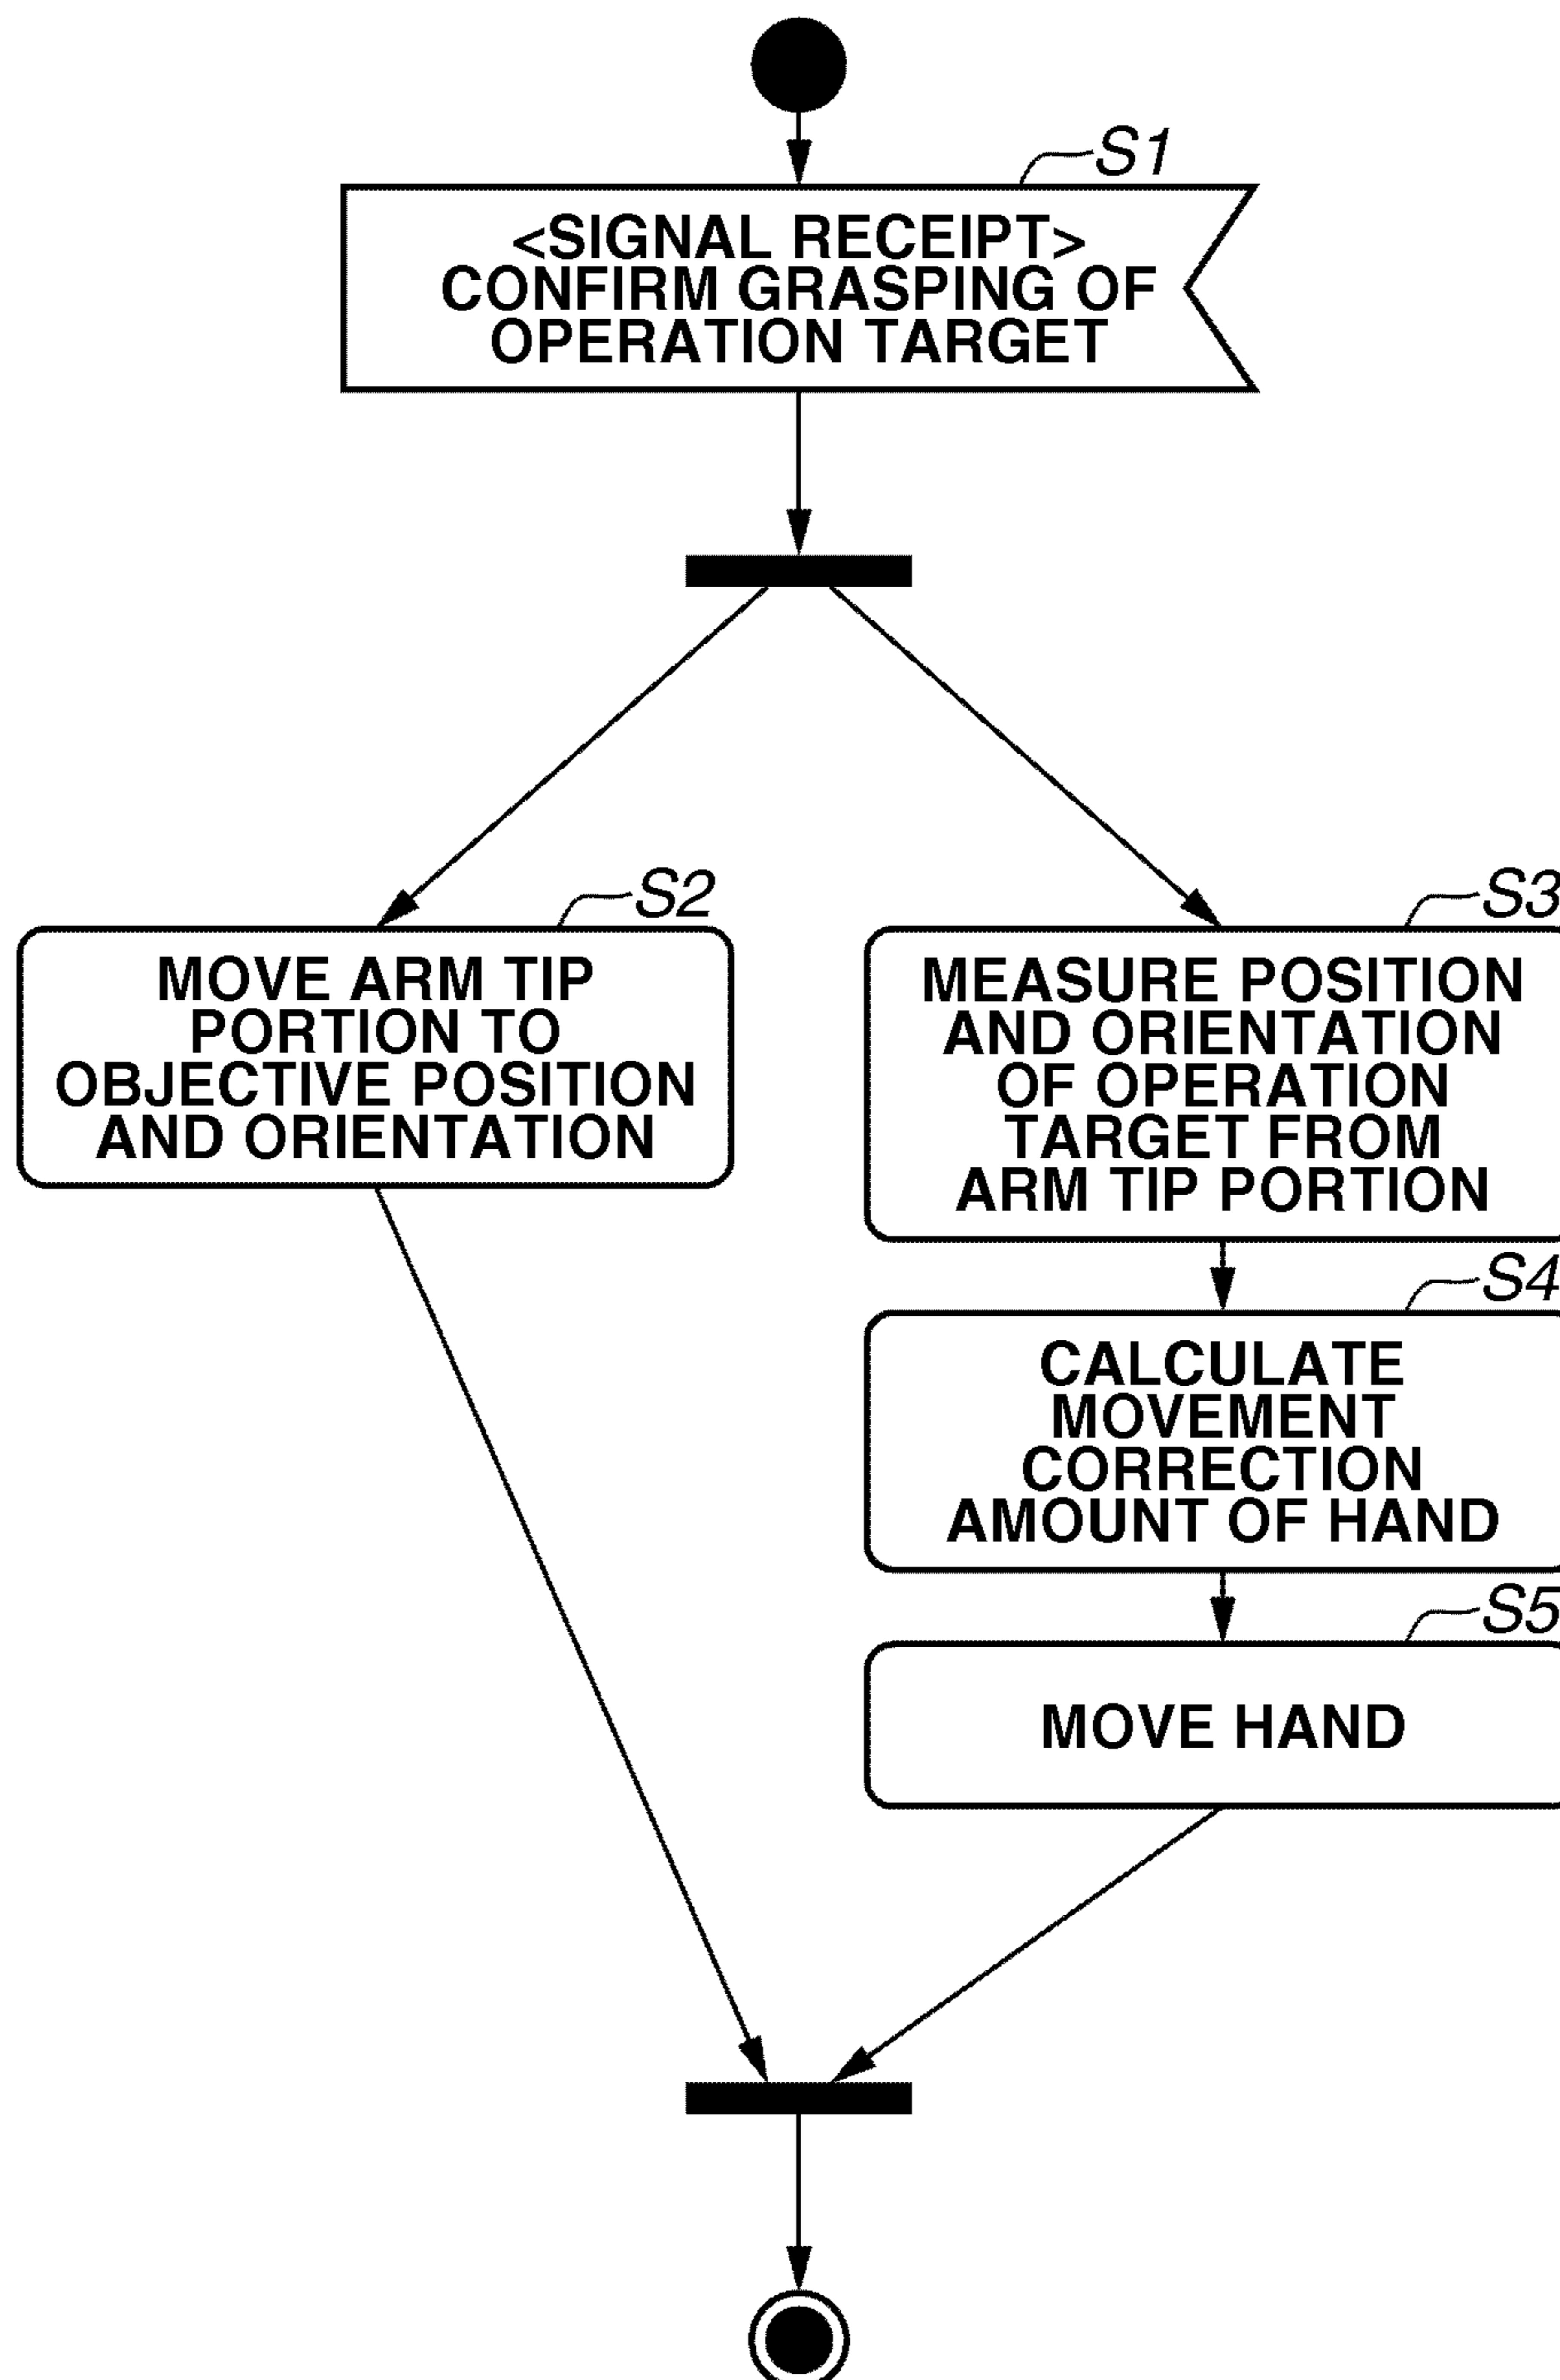 S1
<SIGNAL RECEIPT>
CONFIRM GRASPING OF
OPERATION TARGET
S2
MOVE ARM TIP
PORTION TO
OBJECTIVE POSITION
AND ORIENTATION
S3
MEASURE POSITION
AND ORIENTATION
OF OPERATION
TARGET FROM
ARM TIP PORTION
S4
CALCULATE
MOVEMENT
CORRECTION
AMOUNT OF HAND
S5
MOVE HAND